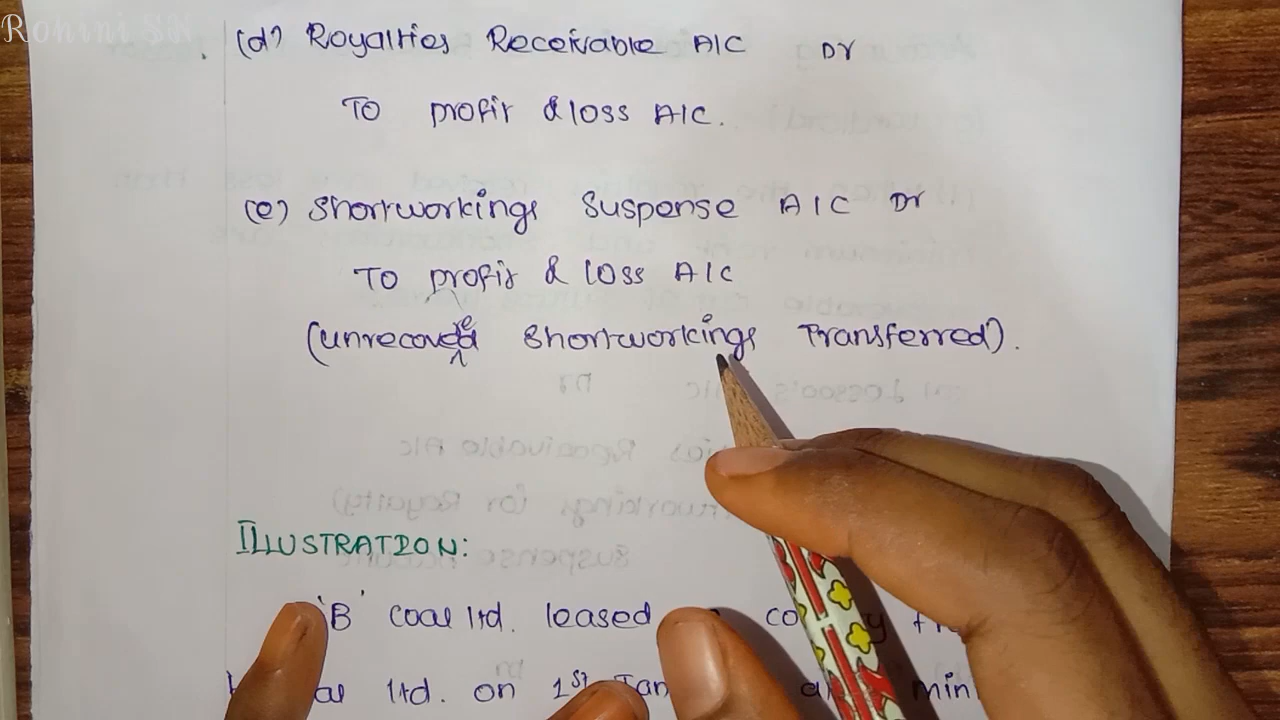 Rohini SN
(d) Royalties Receivable A/C Dr
To profit & loss A/C.
(e) Shortworkings Suspense A/C Dr
To profit & loss A/C
(unrecovered Shortworkings Transferred).
ILLUSTRATION:
'B' coal ltd. leased
ltd. on 1st Jan